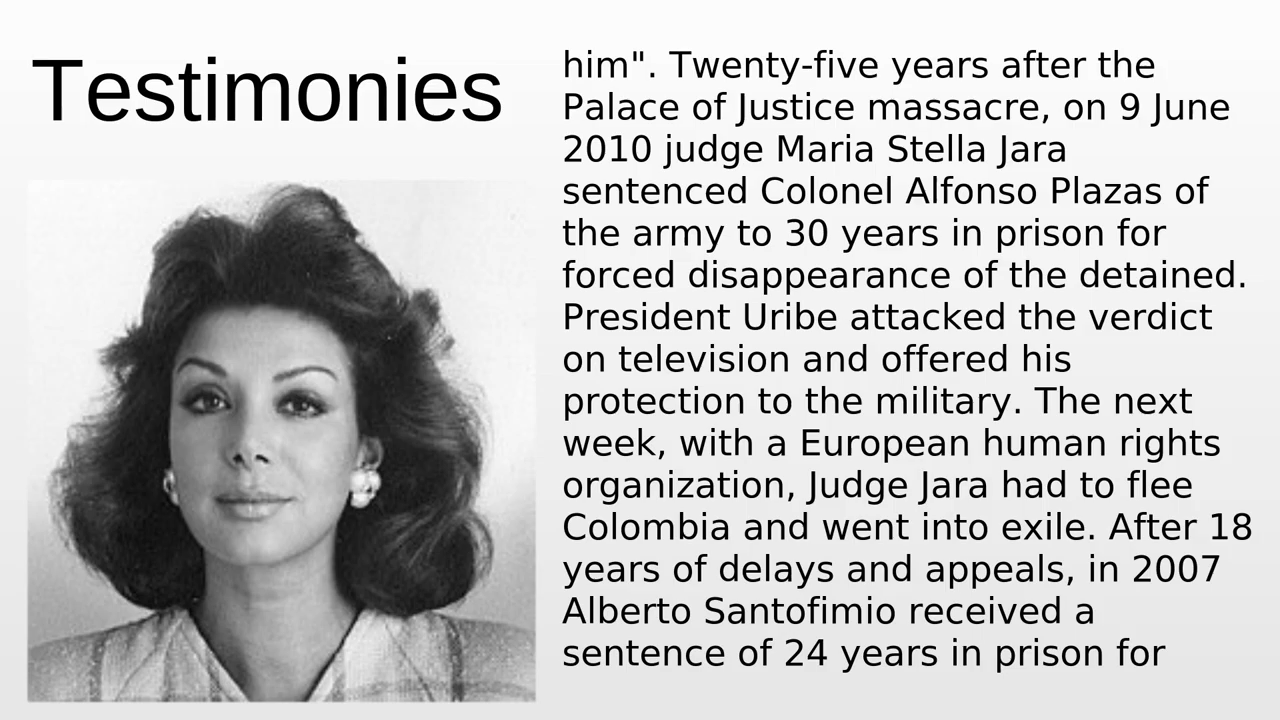 Testimonies
him". Twenty-five years after the
Palace of Justice massacre, on 9 June
2010 judge Maria Stella Jara
sentenced Colonel Alfonso Plazas of
the army to 30 years in prison for
forced disappearance of the detained.
President Uribe attacked the verdict
on television and offered his
protection to the military. The next
week, with a European human rights
organization, Judge Jara had to flee
Colombia and went into exile. After 18
years of delays and appeals, in 2007
Alberto Santofimio received a
sentence of 24 years in prison for